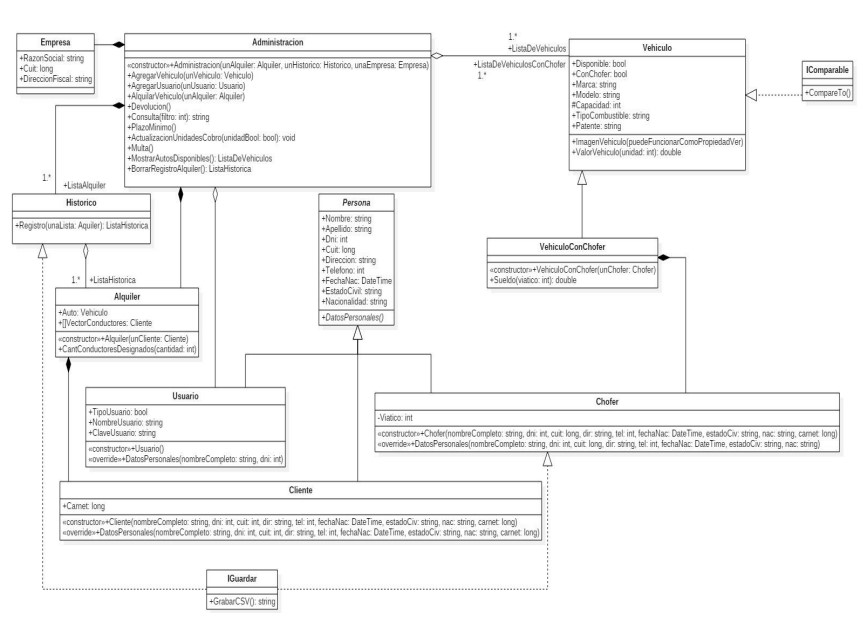 Empresa
+RazonSocial: string
+Cuit: long
+DireccionFiscal: string
Administracion
«constructor»+Administracion(unAlquiler: Alquiler, unHistorico: Historico, unaEmpresa: Empresa)
+AgregarVehiculo(unVehiculo: Vehiculo)
+AgregarUsuario(unUsuario: Usuario)
+AlquilarVehiculo(unAlquiler: Alquiler)
+Devolucion()
+Consulta(filtro: int): string
+PlazoMinimo()
+ActualizacionUnidadesCobro(unidadBool: bool): void
+Multa()
+MostrarAutosDisponibles(): ListaDeVehiculos
+BorrarRegistroAlquiler(): ListaHistorica
1.*
+ListaDeVehiculos
+ListaDeVehiculosConChofer
1.*
Vehiculo
+Disponible: bool
+ConChofer: bool
+Marca: string
+Modelo: string
#Capacidad: int
+TipoCombustible: string
+Patente: string
+ImagenVehiculo(puedeFuncionarComoPropiedadVer)
+ValorVehiculo(unidad: int): double
IComparable
+CompareTo()
1.*
+ListaAlquiler
Historico
+Registro(unaLista: Aquiler): ListaHistorica
1.*
+ListaHistorica
Persona
+Nombre: string
+Apellido: string
+Dni: int
+Cuit: long
+Direccion: string
+Telefono: int
+FechaNac: DateTime
+EstadoCivil: string
+Nacionalidad: string
+DatosPersonales()
VehiculoConChofer
«constructor»+VehiculoConChofer(unChofer: Chofer)
+Sueldo(viatico: int): double
Alquiler
+Auto: Vehiculo
+[]VectorConductores: Cliente
«constructor»+Alquiler(unCliente: Cliente)
+CantConductoresDesignados(cantidad: int)
Usuario
+TipoUsuario: bool
+NombreUsuario: string
+ClaveUsuario: string
«constructor»+Usuario()
«override»+DatosPersonales(nombreCompleto: string, dni: int)
Chofer
-Viatico: int
«constructor»+Chofer(nombreCompleto: string, dni: int, cuit: long, dir: string, tel: int, fechaNac: DateTime, estadoCiv: string, nac: string, carnet: long)
«override»+DatosPersonales(nombreCompleto: string, dni: int, cuit: long, dir: string, tel: int, fechaNac: DateTime, estadoCiv: string, nac: string)
Cliente
+Carnet: long
«constructor»+Cliente(nombreCompleto: string, dni: int, cuit: int, dir: string, tel: int, fechaNac: DateTime, estadoCiv: string, nac: string, carnet: long)
«override»+DatosPersonales(nombreCompleto: string, dni: int, cuit: int, dir: string, tel: int, fechaNac: DateTime, estadoCiv: string, nac: string, carnet: long)
IGuardar
+GrabarCSV(): string